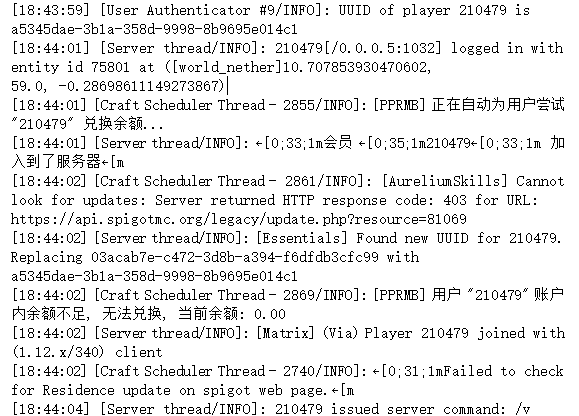 [18:43:59] [User Authenticator #9/INFO]: UUID of player 210479 is
a5345dae-3b1a-358d-9998-8b9695e014c1
[18:44:01] [Server thread/INFO]: 210479[/0.0.0.5:1032] logged in with
entity id 75801 at ([world_nether]10.707853930470602,
59.0, -0.28698611149273867)
[18:44:01] [Craft Scheduler Thread - 2855/INFO]: [PPRMB] 正在自动为用户尝试
"210479" 兑换余额...
[18:44:01] [Server thread/INFO]: ←[0;33;1m会员 ←[0;35;1m210479←[0;33;1m 加
入到了服务器←[m
[18:44:02] [Craft Scheduler Thread - 2861/INFO]: [AureliumSkills] Cannot
look for updates: Server returned HTTP response code: 403 for URL:
https://api.spigotmc.org/legacy/update.php?resource=81069
[18:44:02] [Server thread/INFO]: [Essentials] Found new UUID for 210479.
Replacing 03acab7e-c472-3d8b-a394-f6dfdb3cfc99 with
a5345dae-3b1a-358d-9998-8b9695e014c1
[18:44:02] [Craft Scheduler Thread - 2869/INFO]: [PPRMB] 用户 "210479" 账户
内余额不足, 无法兑换, 当前余额: 0.00
[18:44:02] [Server thread/INFO]: [Matrix] (Via) Player 210479 joined with
(1.12.x/340) client
[18:44:02] [Craft Scheduler Thread - 2740/INFO]: ←[0;31;1mFailed to check
for Residence update on spigot web page.←[m
[18:44:04] [Server thread/INFO]: 210479 issued server command: /v